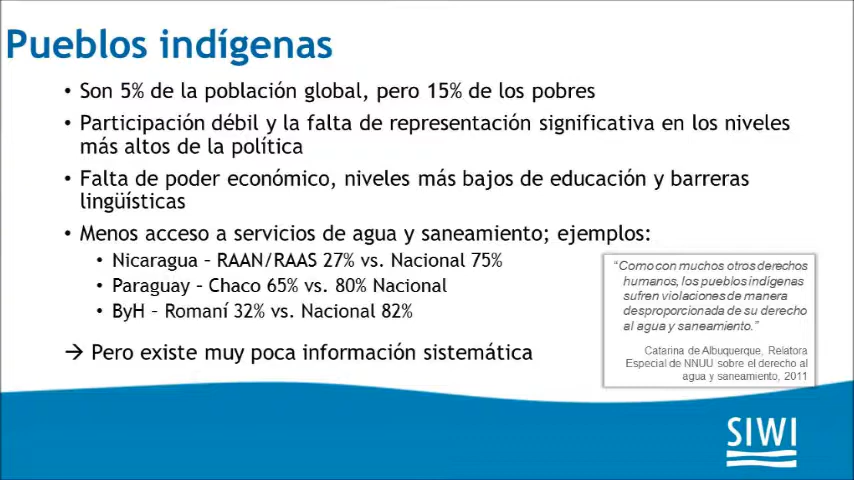 Pueblos indígenas
• Son 5% de la población global, pero 15% de los pobres
• Participación débil y la falta de representación significativa en los niveles
más altos de la política
• Falta de poder económico, niveles más bajos de educación y barreras
lingüísticas
• Menos acceso a servicios de agua y saneamiento; ejemplos:
• Nicaragua – RAAN/RAAS 27% vs. Nacional 75%
• Paraguay – Chaco 65% vs. 80% Nacional
• ByH – Romaní 32% vs. Nacional 82%
→ Pero existe muy poca información sistemática
“Como con muchos otros derechos
humanos, los pueblos indígenas
sufren violaciones de manera
desproporcionada de su derecho
al agua y saneamiento.”
Catarina de Albuquerque, Relatora
Especial de NNUU sobre el derecho al
agua y saneamiento, 2011
SIWI